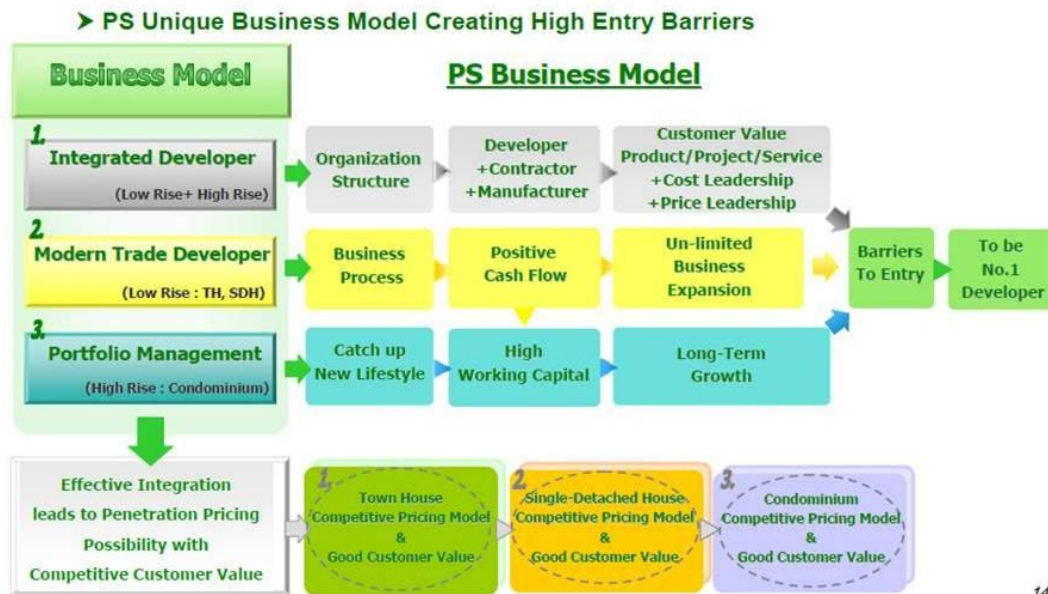 ➤ PS Unique Business Model Creating High Entry Barriers
Business Model
PS Business Model
1.
Integrated Developer
(Low Rise+ High Rise)
Organization
Structure
Developer
+Contractor
+Manufacturer
Customer Value
Product/Project/Service
+Cost Leadership
+Price Leadership
2.
Modern Trade Developer
(Low Rise : TH, SDH)
Business
Process
Positive
Cash Flow
Un-limited
Business
Expansion
Barriers
To Entry
To be
No.1
Developer
3.
Portfolio Management
(High Rise : Condominium)
Catch up
New Lifestyle
High
Working Capital
Long-Term
Growth
Effective Integration
leads to Penetration Pricing
Possibility with
Competitive Customer Value
1.
Town House
Competitive Pricing Model
&
Good Customer Value
2.
Single-Detached House
Competitive Pricing Model
&
Good Customer Value
3.
Condominium
Competitive Pricing Model
&
Good Customer Value
14